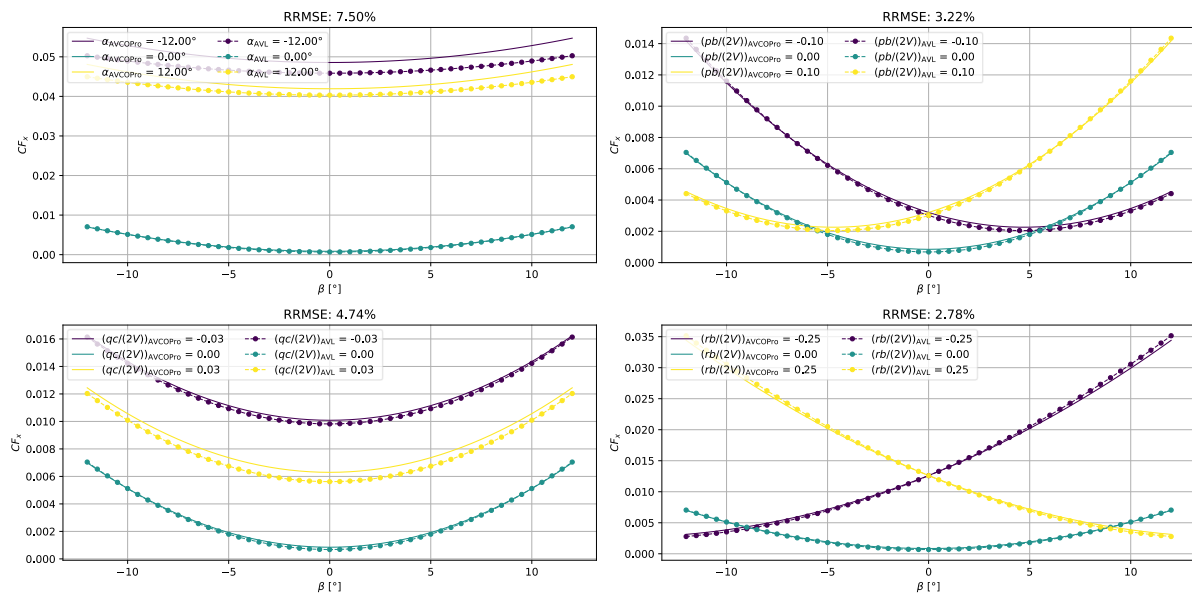 RRMSE: 7.50%
α_AVCOPro = -12.00° α_AVL = -12.00°
α_AVCOPro = 0.00° α_AVL = 0.00°
α_AVCOPro = 12.00° α_AVL = 12.00°
0.05
0.04
0.03
0.02
0.01
0.00
CF_x
−10 −5 0 5 10
β [°]
RRMSE: 3.22%
(pb/(2V))_AVCOPro = -0.10 (pb/(2V))_AVL = -0.10
(pb/(2V))_AVCOPro = 0.00 (pb/(2V))_AVL = 0.00
(pb/(2V))_AVCOPro = 0.10 (pb/(2V))_AVL = 0.10
0.014
0.012
0.010
0.008
0.006
0.004
0.002
0.000
CF_x
−10 −5 0 5 10
β [°]
RRMSE: 4.74%
(qc/(2V))_AVCOPro = -0.03 (qc/(2V))_AVL = -0.03
(qc/(2V))_AVCOPro = 0.00 (qc/(2V))_AVL = 0.00
(qc/(2V))_AVCOPro = 0.03 (qc/(2V))_AVL = 0.03
0.016
0.014
0.012
0.010
0.008
0.006
0.004
0.002
0.000
CF_x
−10 −5 0 5 10
β [°]
RRMSE: 2.78%
(rb/(2V))_AVCOPro = -0.25 (rb/(2V))_AVL = -0.25
(rb/(2V))_AVCOPro = 0.00 (rb/(2V))_AVL = 0.00
(rb/(2V))_AVCOPro = 0.25 (rb/(2V))_AVL = 0.25
0.035
0.030
0.025
0.020
0.015
0.010
0.005
0.000
CF_x
−10 −5 0 5 10
β [°]